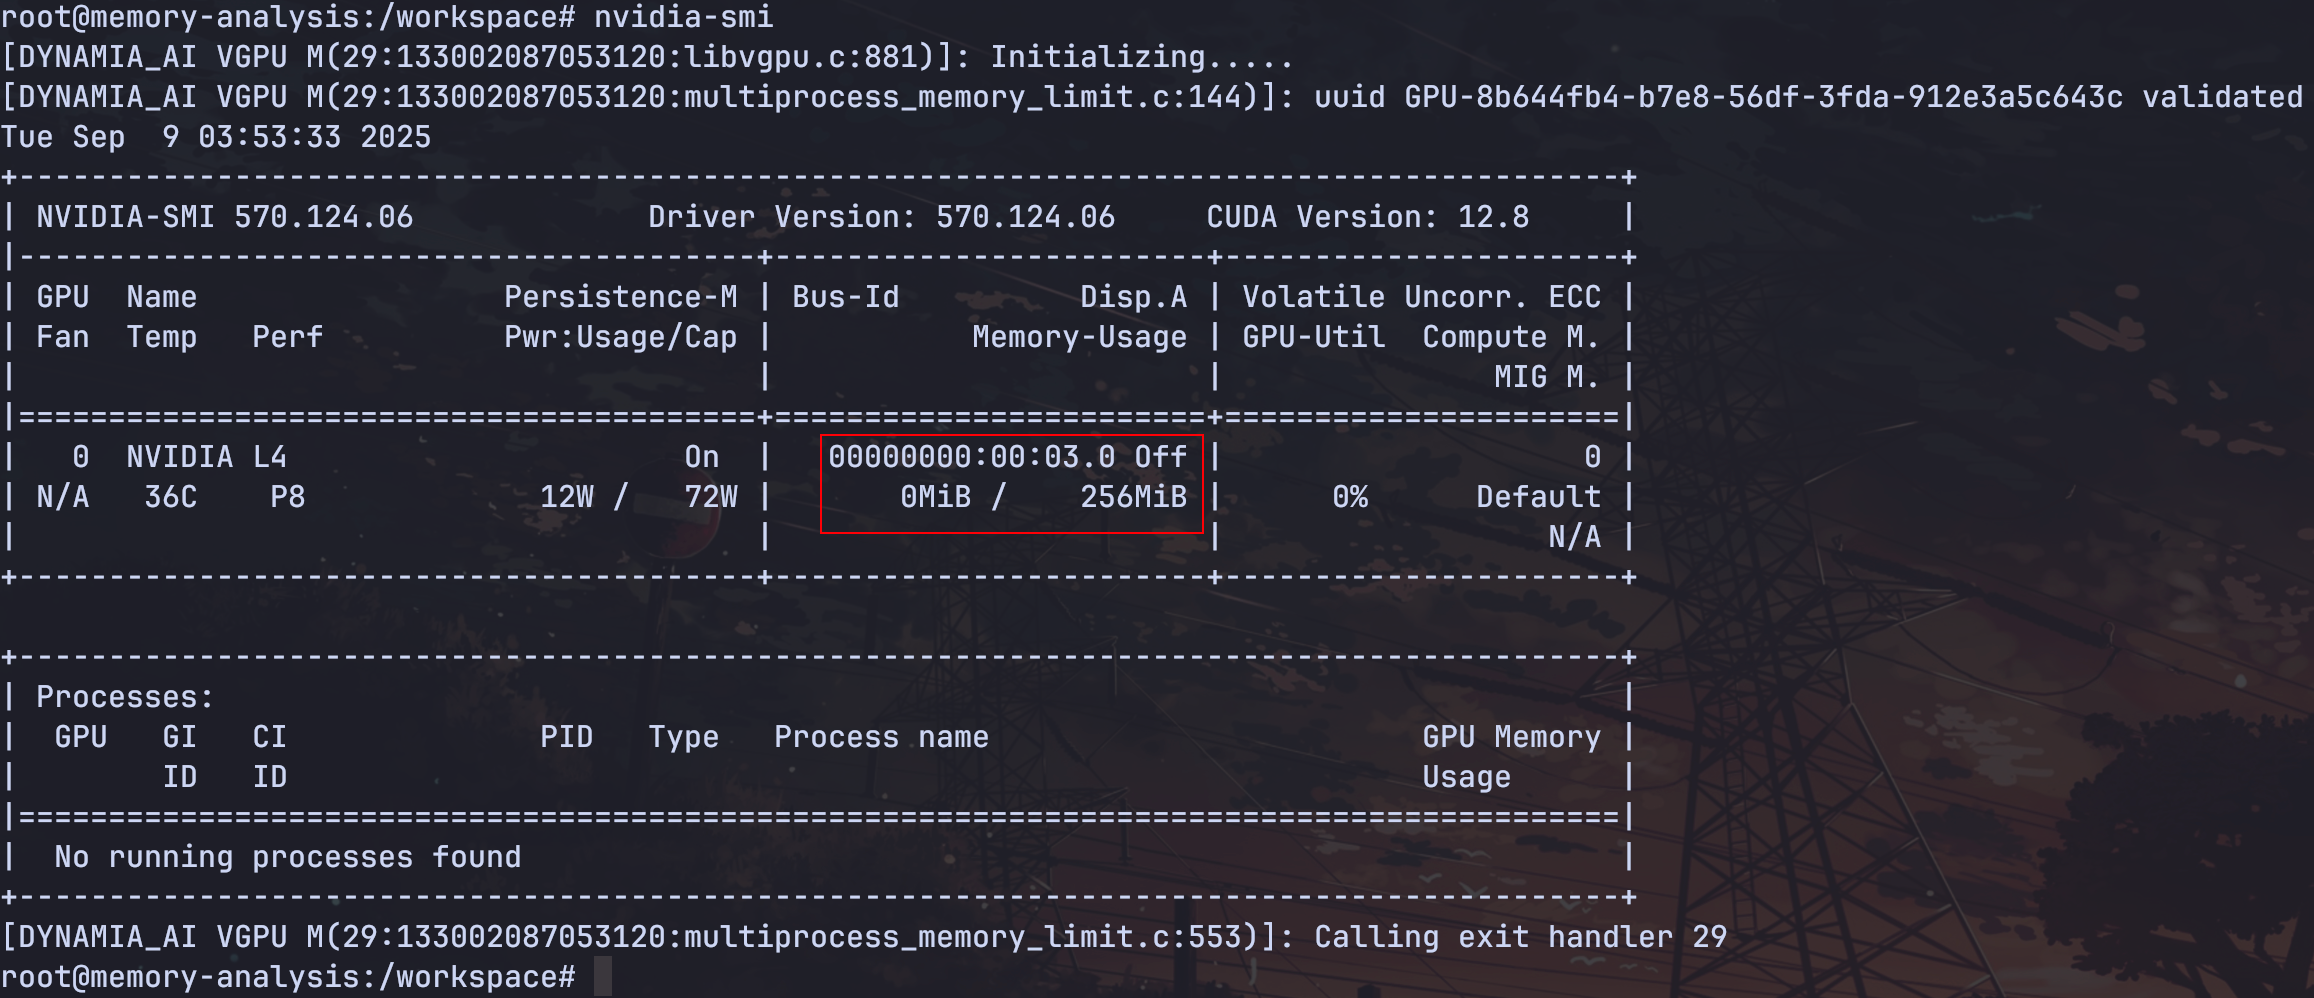 root@memory-analysis:/workspace# nvidia-smi
[DYNAMIA_AI VGPU M(29:133002087053120:libvgpu.c:881)]: Initializing.....
[DYNAMIA_AI VGPU M(29:133002087053120:multiprocess_memory_limit.c:144)]: uuid GPU-8b644fb4-b7e8-56df-3fda-912e3a5c643c validated
Tue Sep  9 03:53:33 2025
+-----------------------------------------------------------------------------------------+
| NVIDIA-SMI 570.124.06             Driver Version: 570.124.06     CUDA Version: 12.8     |
|-----------------------------------------+------------------------+----------------------+
| GPU  Name                 Persistence-M | Bus-Id          Disp.A | Volatile Uncorr. ECC |
| Fan  Temp   Perf          Pwr:Usage/Cap |           Memory-Usage | GPU-Util  Compute M. |
|                                         |                        |               MIG M. |
|=========================================+========================+======================|
|   0  NVIDIA L4                      On  |   00000000:00:03.0 Off |                    0 |
| N/A   36C    P8             12W /   72W |       0MiB /    256MiB |      0%      Default |
|                                         |                        |                  N/A |
+-----------------------------------------+------------------------+----------------------+
+-----------------------------------------------------------------------------------------+
| Processes:                                                                              |
|  GPU   GI   CI              PID   Type   Process name                        GPU Memory |
|        ID   ID                                                               Usage      |
|=========================================================================================|
|  No running processes found                                                             |
+-----------------------------------------------------------------------------------------+
[DYNAMIA_AI VGPU M(29:133002087053120:multiprocess_memory_limit.c:553)]: Calling exit handler 29
root@memory-analysis:/workspace#